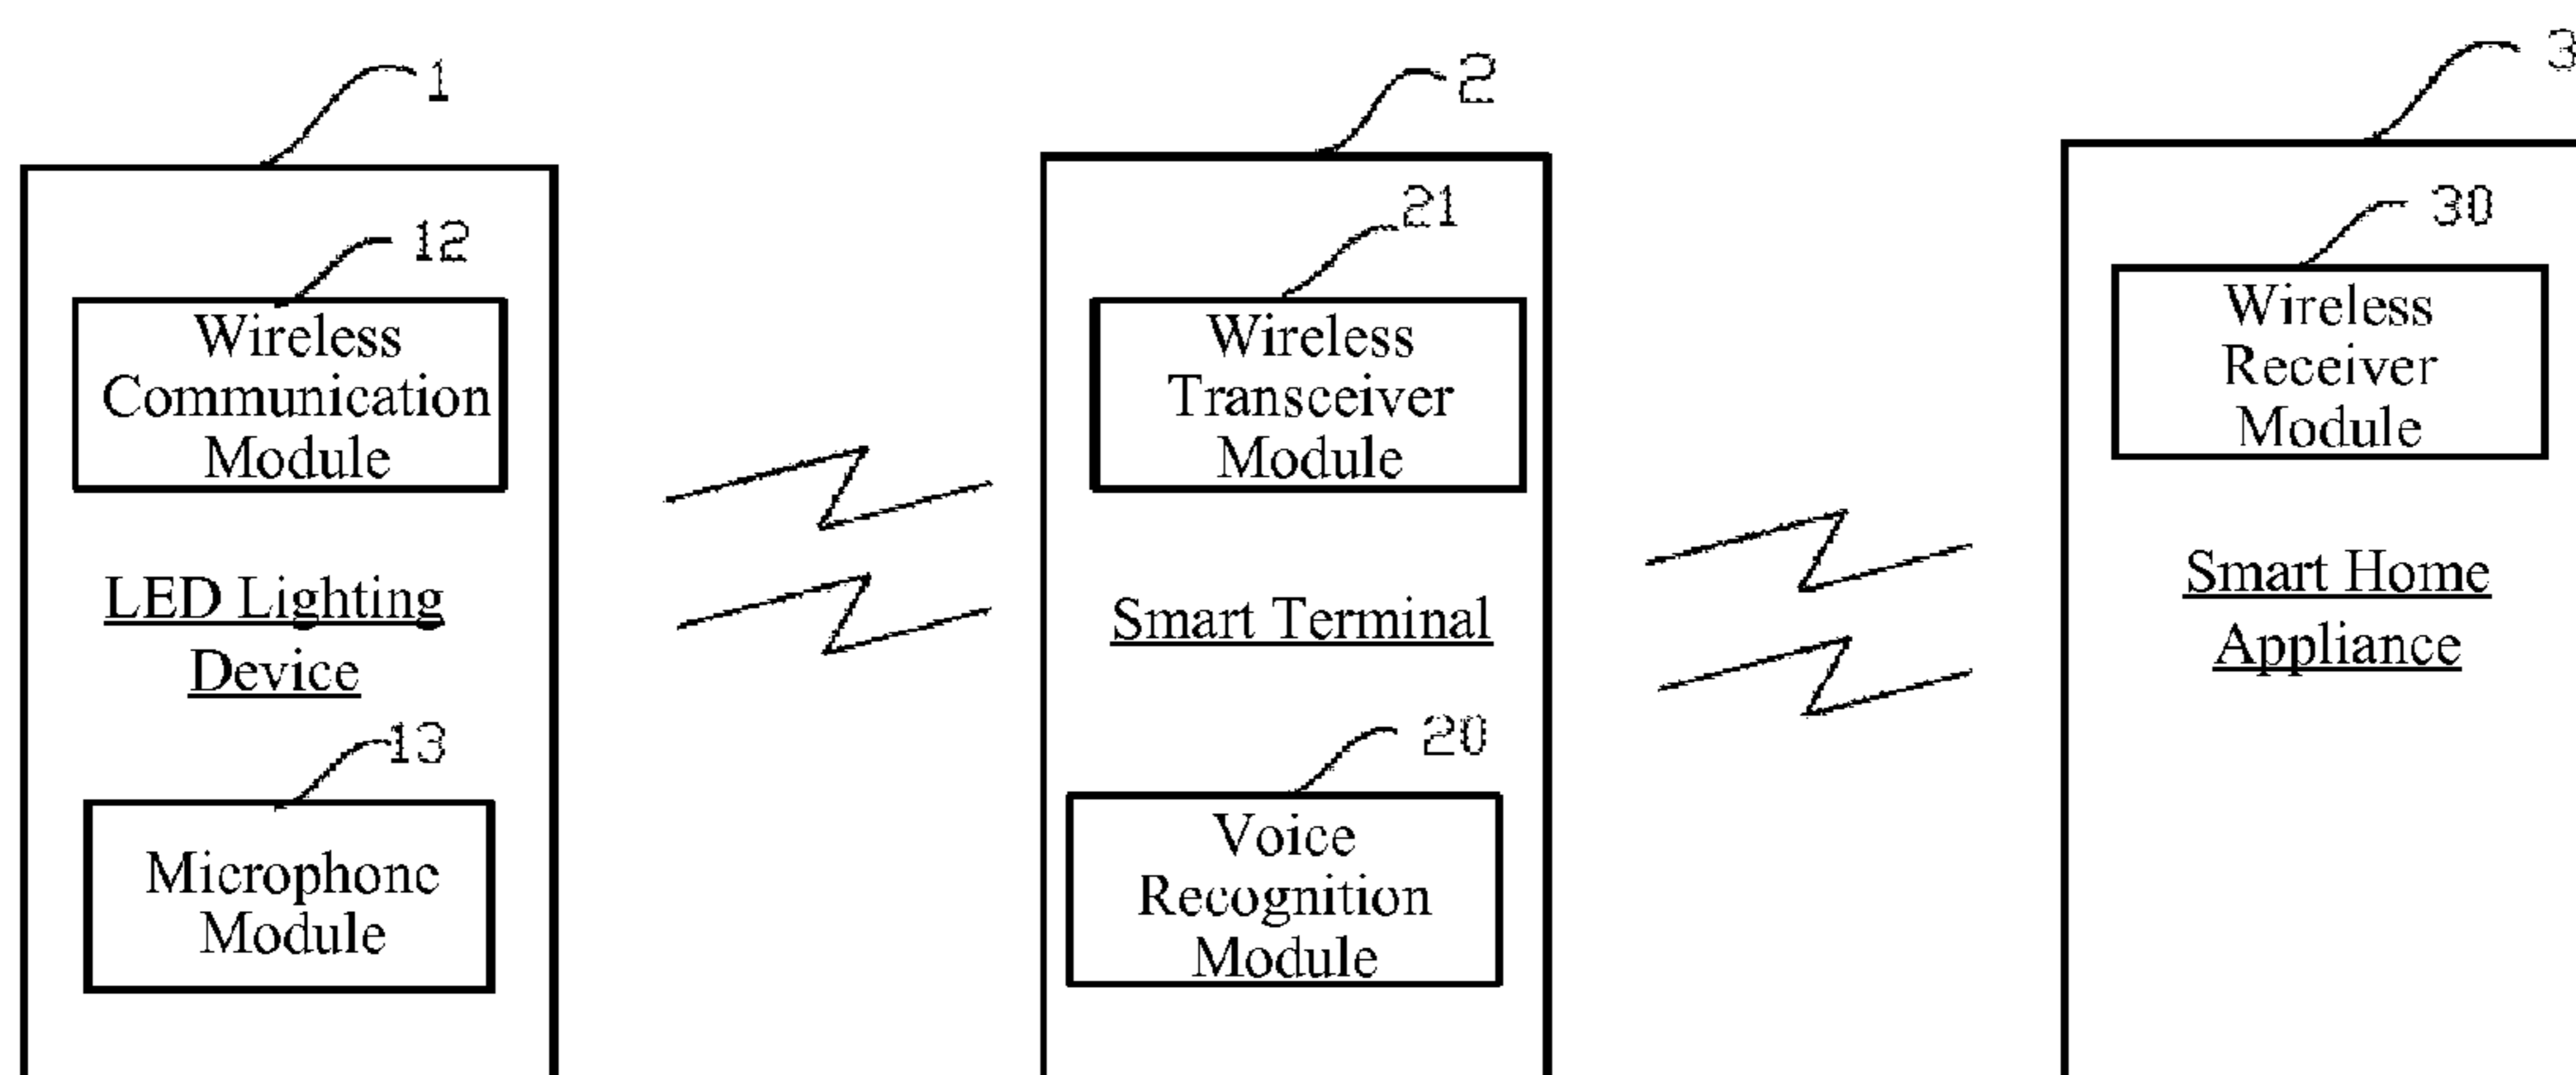 1
12
Wireless
Communication
Module
LED Lighting
Device
13
Microphone
Module
2
21
Wireless
Transceiver
Module
Smart Terminal
20
Voice
Recognition
Module
3
30
Wireless
Receiver
Module
Smart Home
Appliance